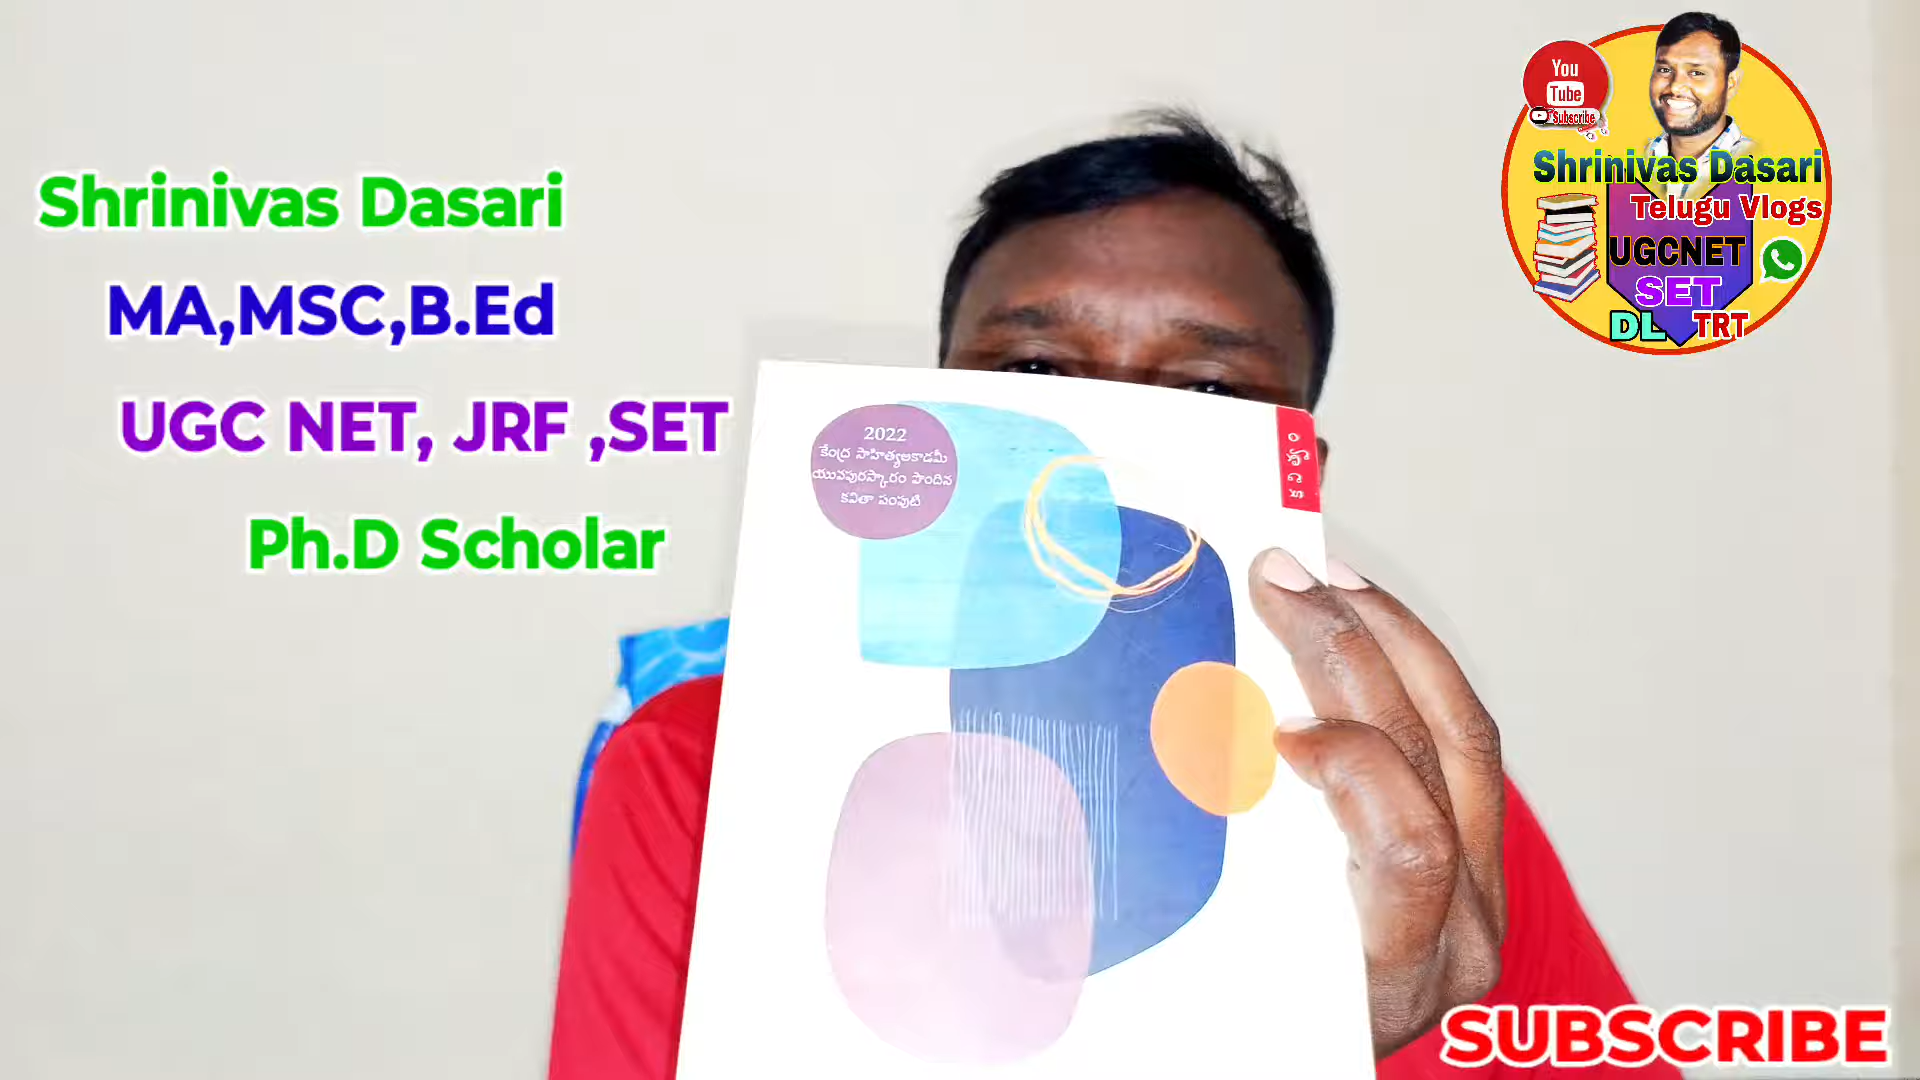 Shrinivas Dasari
MA,MSC,B.Ed
UGC NET, JRF ,SET
Ph.D Scholar
2022
కేంద్ర సాహిత్యఅకాడమీ
యువపురస్కారం పొందిన
కవితా సంపుటి
You
Tube
Subscribe
Shrinivas Dasari
Telugu Vlogs
UGCNET
SET
DL TRT
SUBSCRIBE